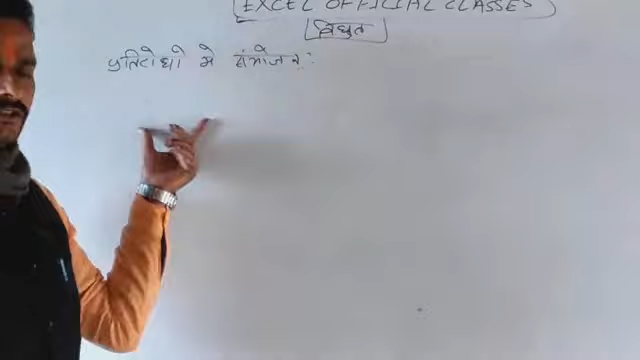 EXCEL OFFICIAL CLASSES
विधुत
प्रतिरोधो मे संयोजन :